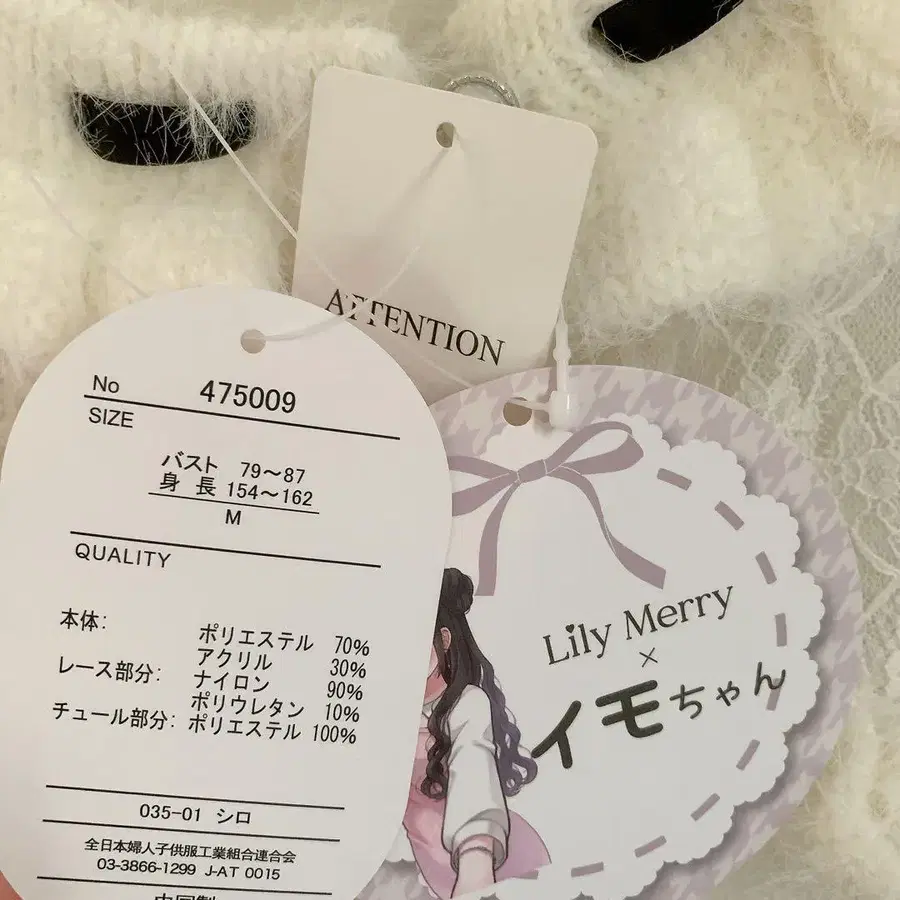 ATTENTION
No 475009
SIZE
バスト 79～87
身 長 154～162
M
QUALITY
本体: ポリエステル 70%
アクリル 30%
レース部分: ナイロン 90%
ポリウレタン 10%
チュール部分: ポリエステル 100%
035-01 シロ
全日本婦人子供服工業組合連合会
03-3866-1299 J-AT 0015
中国製
Lily Merry
×
イモちゃん